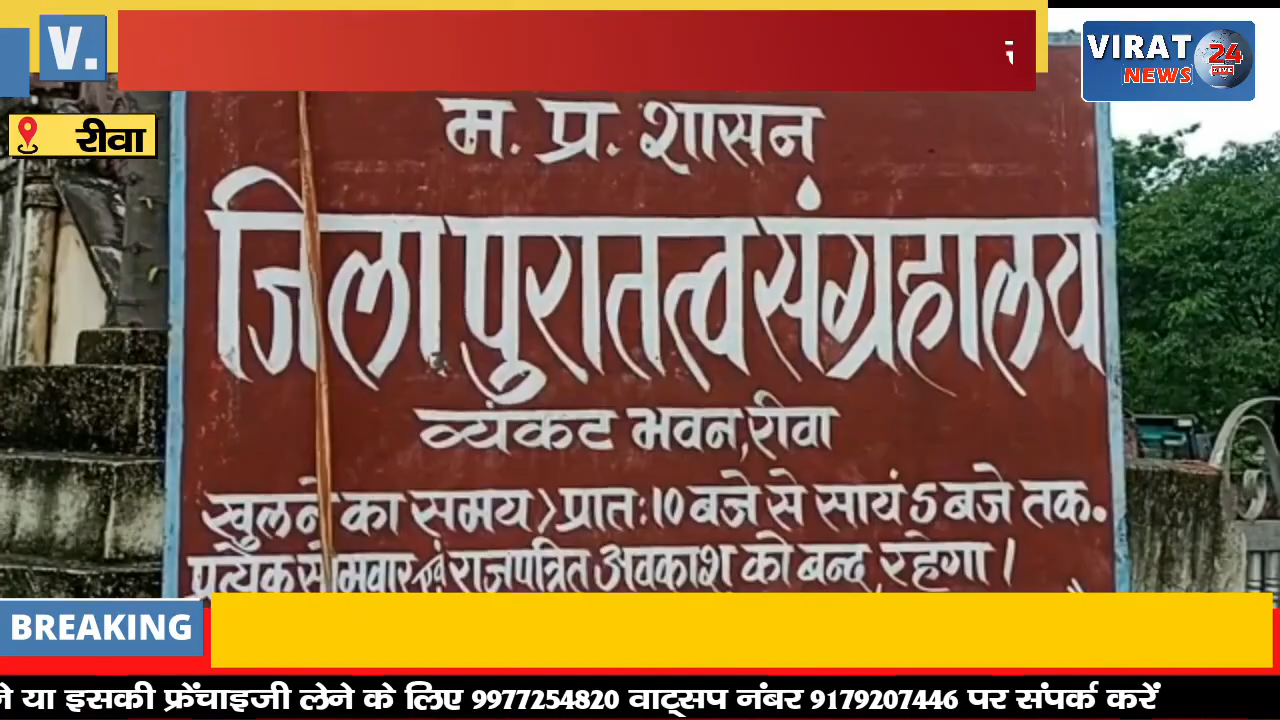 V.
VIRAT
24
NEWS
LIVE
रीवा
म. प्र. शासन
जिला पुरातत्व संग्रहालय
व्यंकट भवन, रीवा
खुलने का समय > प्रातः 10 बजे से सायं 5 बजे तक.
प्रत्येक सोमवार एवं राजपत्रित अवकाश को बन्द रहेगा।
BREAKING
या इसकी फ्रेंचाइजी लेने के लिए 9977254820 वाट्सप नंबर 9179207446 पर संपर्क करें